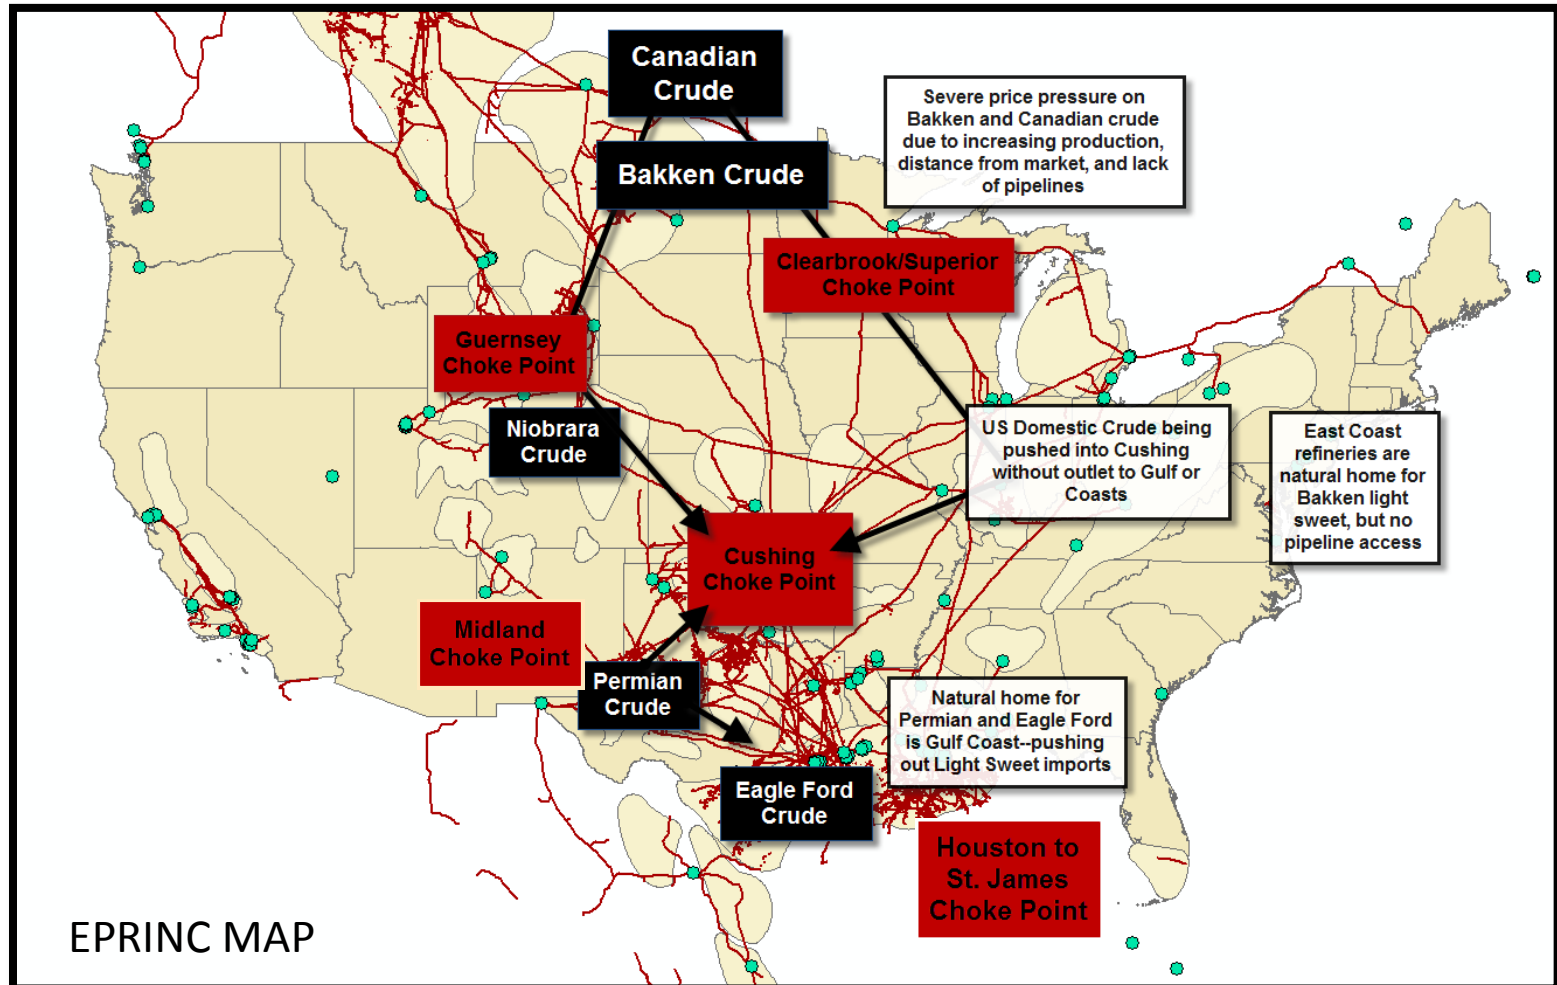 Canadian
Crude
Severe price pressure on
Bakken and Canadian crude
due to increasing production,
distance from market, and lack
of pipelines
Bakken Crude
Clearbrook/Superior
Choke Point
Guernsey
Choke Point
Niobrara
Crude
US Domestic Crude being
pushed into Cushing
without outlet to Gulf or
Coasts
East Coast
refineries are
natural home for
Bakken light
sweet, but no
pipeline access
Cushing
Choke Point
Midland
Choke Point
Permian
Crude
Natural home for
Permian and Eagle Ford
is Gulf Coast--pushing
out Light Sweet imports
Eagle Ford
Crude
Houston to
St. James
Choke Point
EPRINC MAP